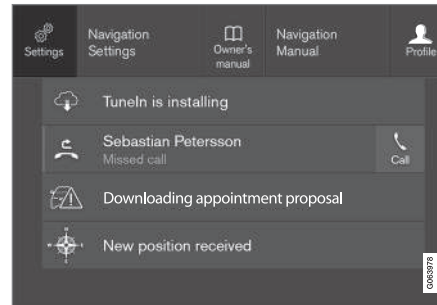 Settings
Navigation
Settings
Owner's
manual
Navigation
Manual
Profile
TuneIn is installing
Sebastian Petersson
Missed call
Call
Downloading appointment proposal
New position received
G063978